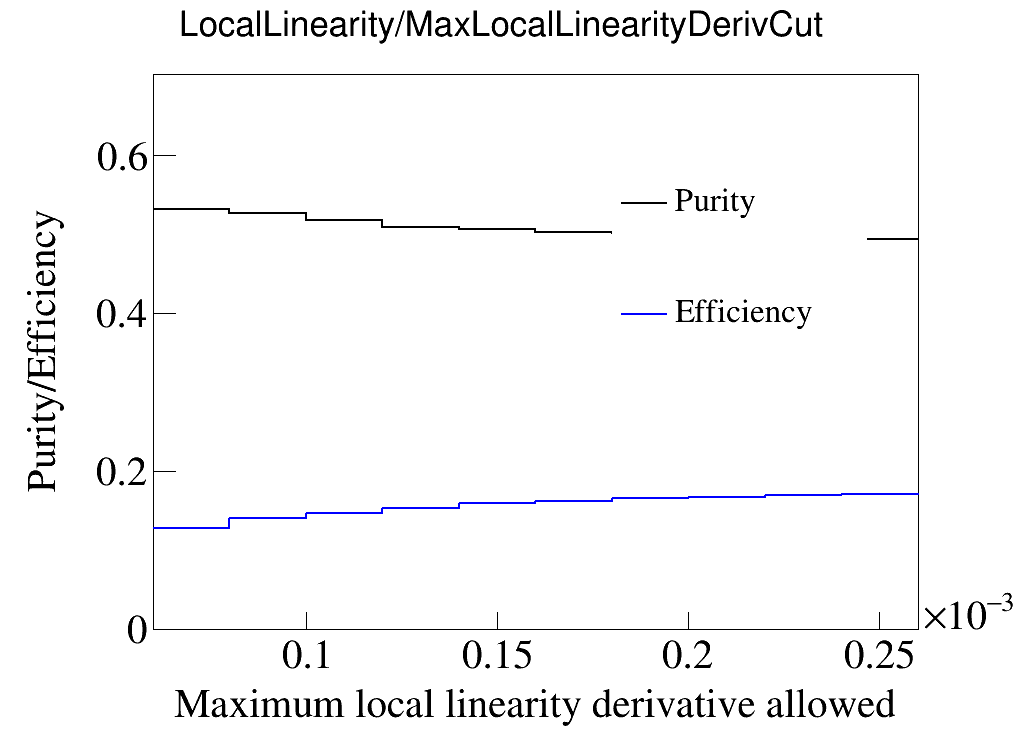 LocalLinearity/MaxLocalLinearityDerivCut
Purity/Efficiency
0.6
0.4
0.2
0
Purity
Efficiency
0.1
0.15
0.2
0.25
×10⁻³
Maximum local linearity derivative allowed